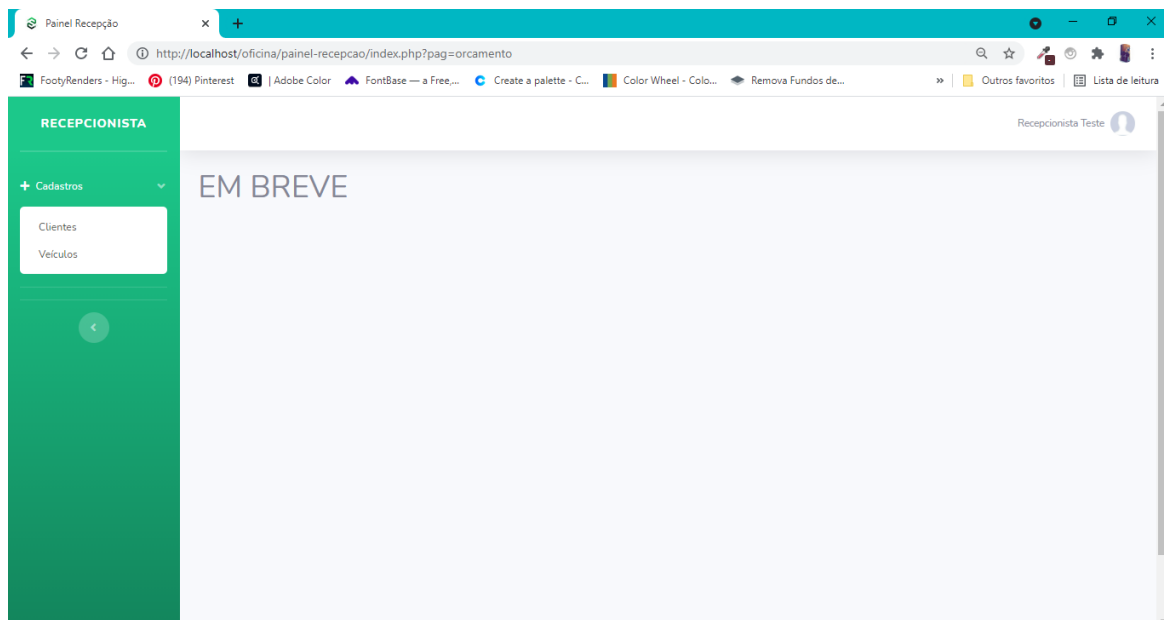 Painel Recepção
http://localhost/oficina/painel-recepcao/index.php?pag=orcamento
FootyRenders - Hig... (194) Pinterest | Adobe Color FontBase — a Free,... Create a palette - C... Color Wheel - Colo... Remova Fundos de... » Outros favoritos Lista de leitura
RECEPCIONISTA
Recepcionista Teste
Cadastros
EM BREVE
Clientes
Veículos